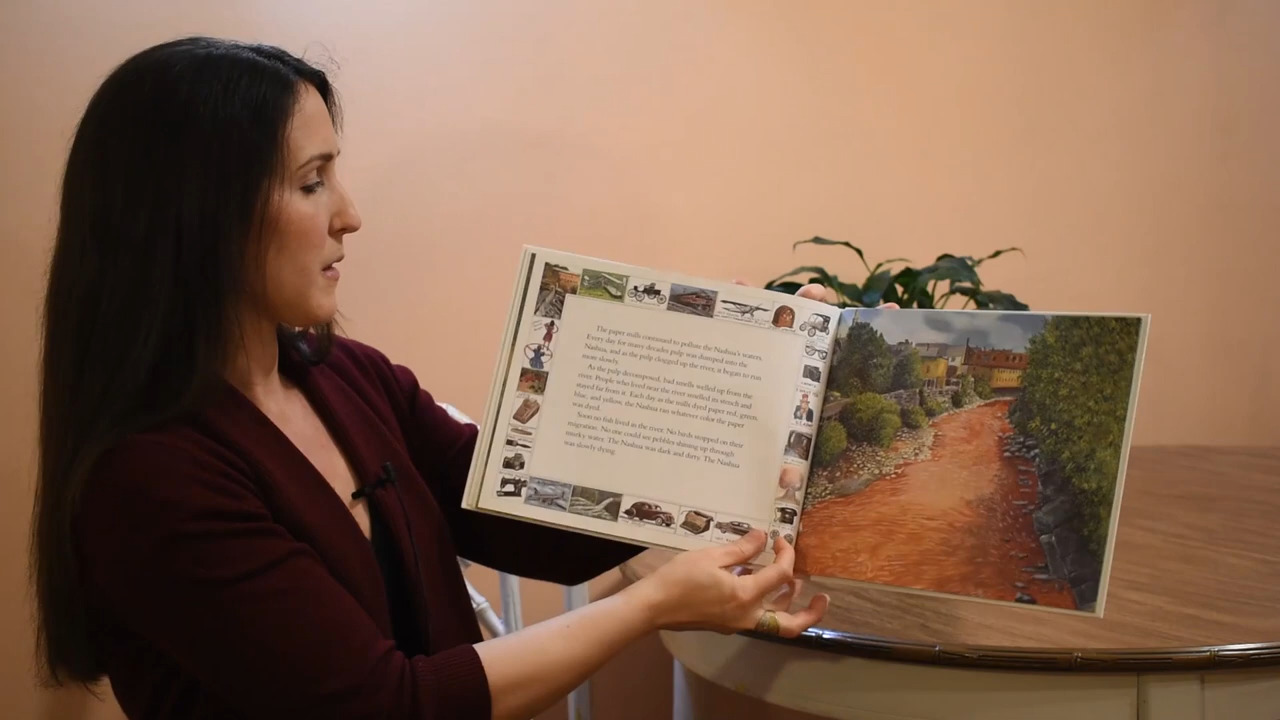 The paper mills continued to pollute the Nashua's waters.
Every day for many decades pulp was dumped into the
Nashua, and as the pulp clogged up the river, it began to run
more slowly.
As the pulp decomposed, bad smells welled up from the
river. People who lived near the river smelled its stench and
stayed far from it. Each day as the mills dyed paper red, green,
blue, and yellow, the Nashua ran whatever color the paper
was dyed.
Soon no fish lived in the river. No birds stopped on their
migration. No one could see pebbles shining up through
murky water. The Nashua was dark and dirty. The Nashua
was slowly dying.